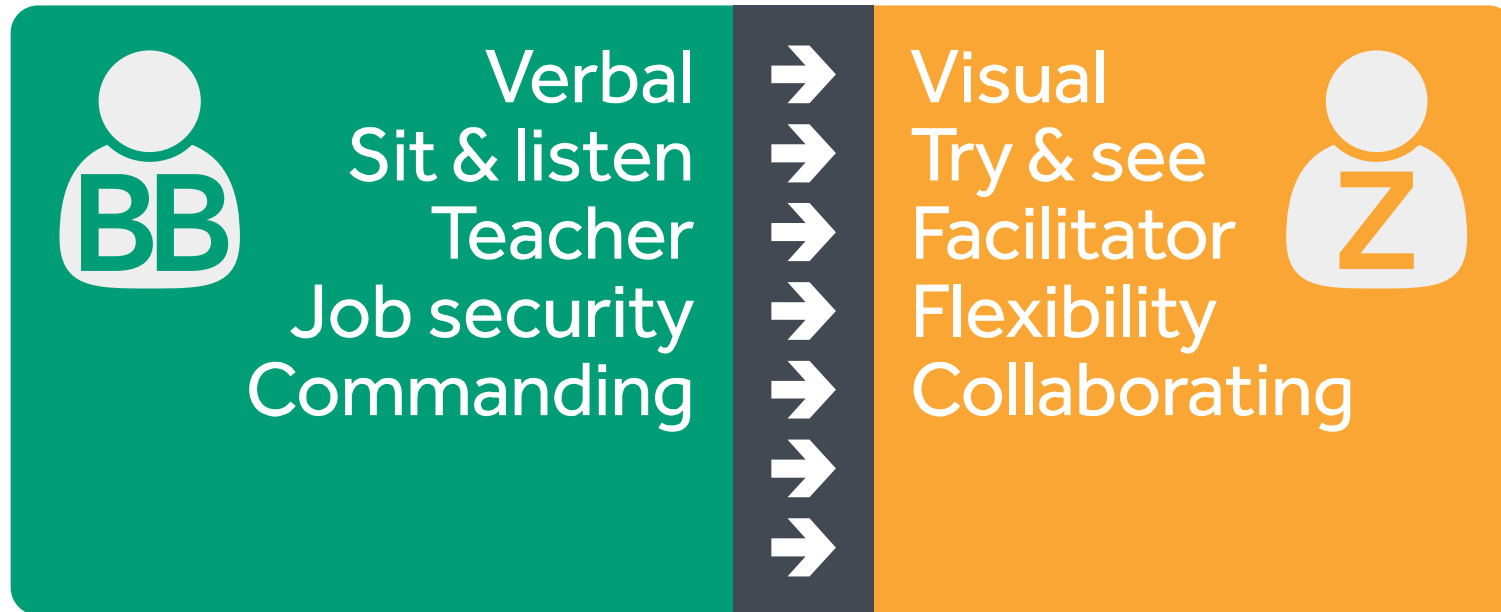 BB
Verbal → Visual
Sit & listen → Try & see
Teacher → Facilitator
Job security → Flexibility
Commanding → Collaborating
→
→
Z